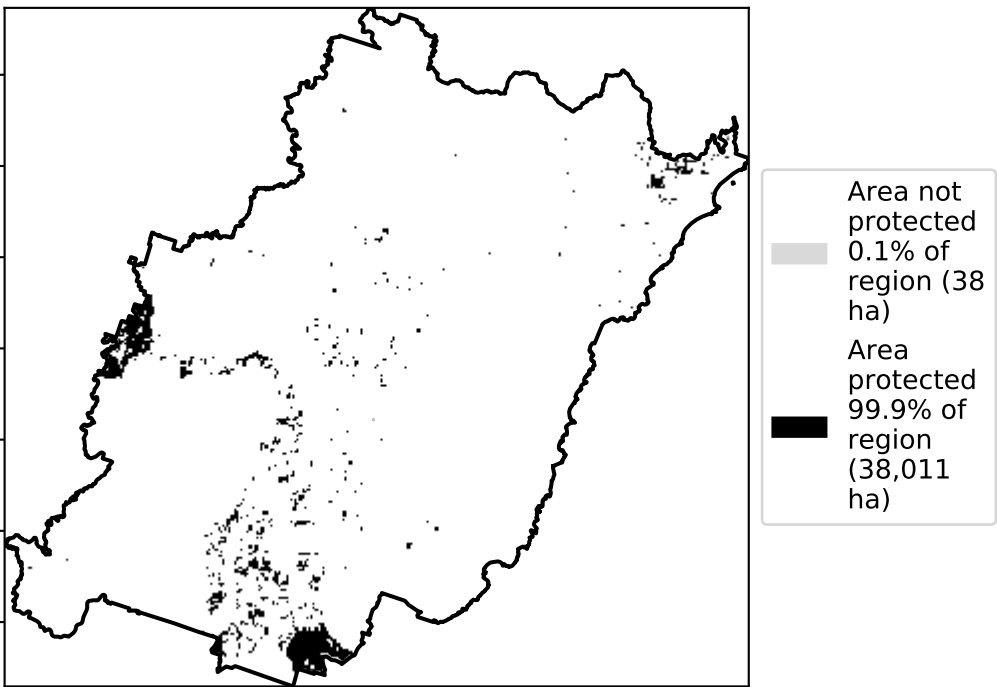 Area not
protected
0.1% of
region (38
ha)
Area
protected
99.9% of
region
(38,011
ha)